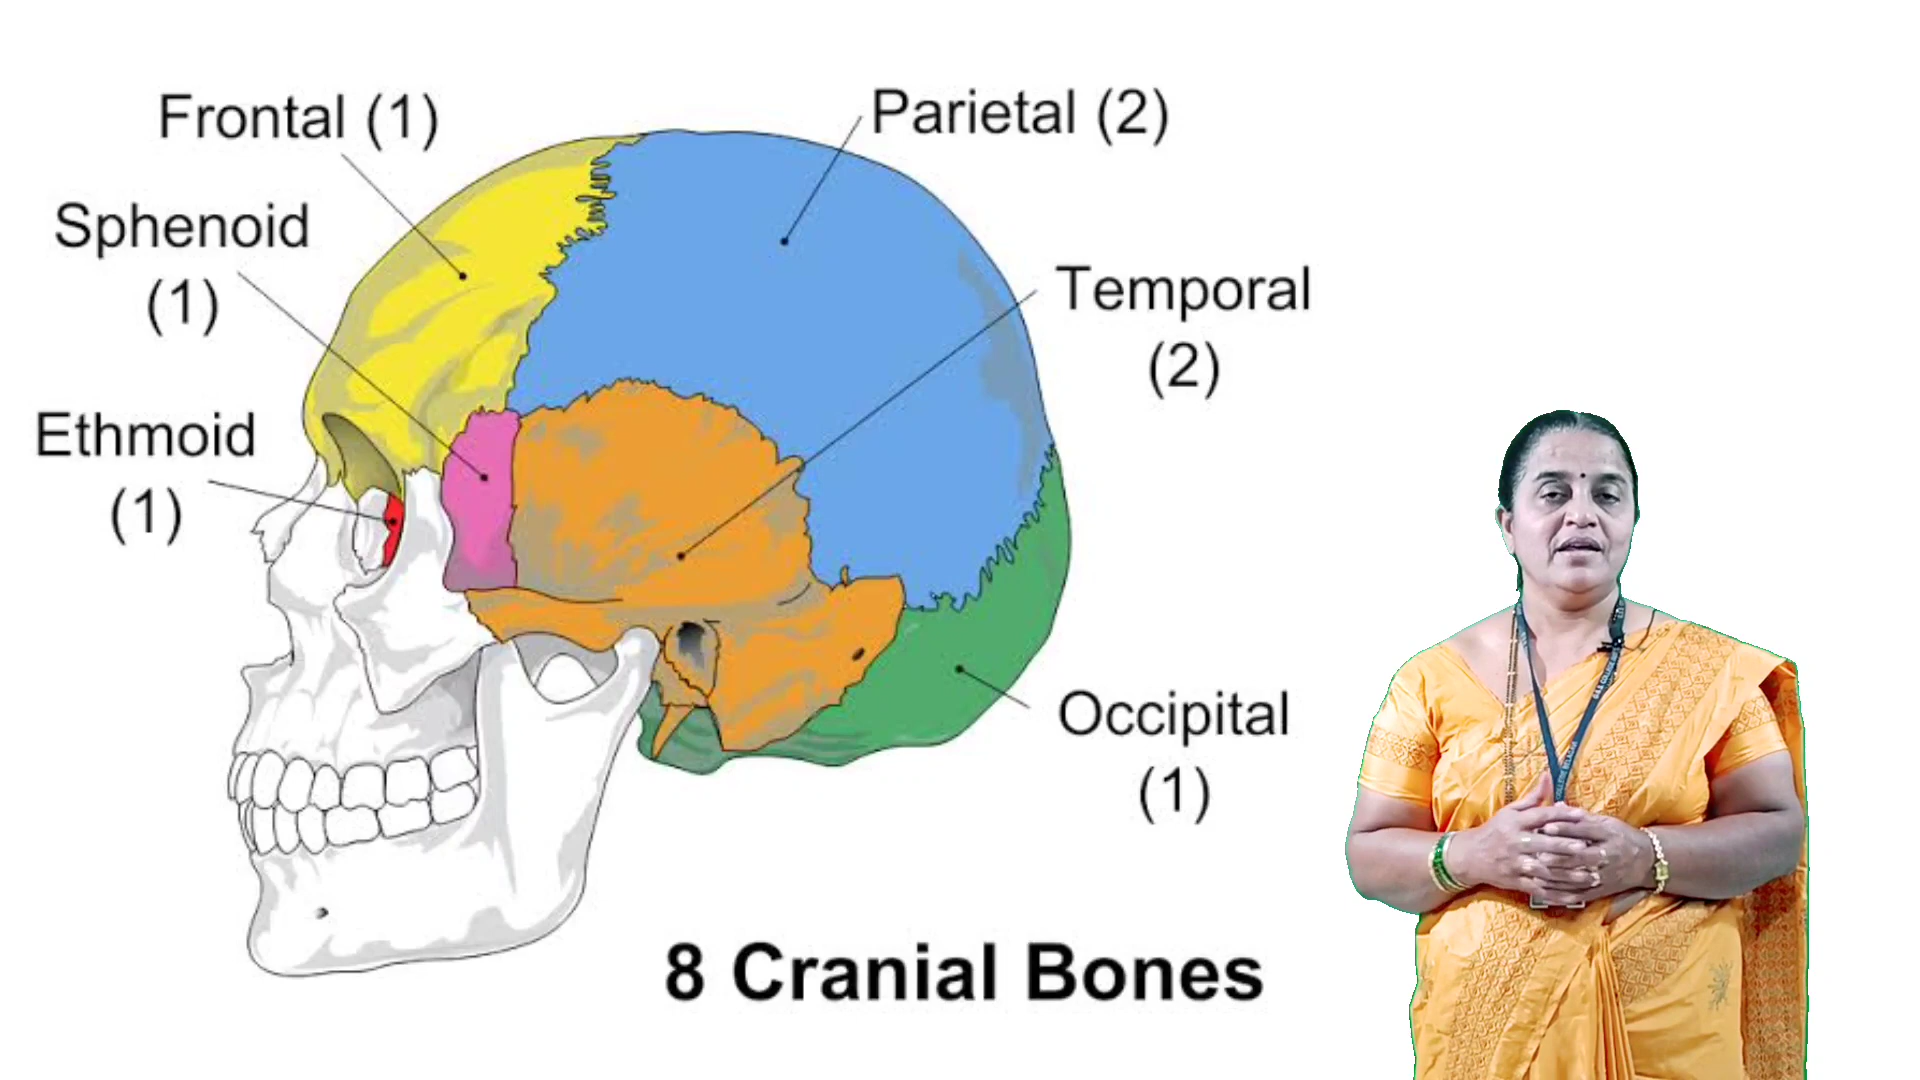 Frontal (1)
Parietal (2)
Sphenoid
(1)
Temporal
(2)
Ethmoid
(1)
Occipital
(1)
8 Cranial Bones